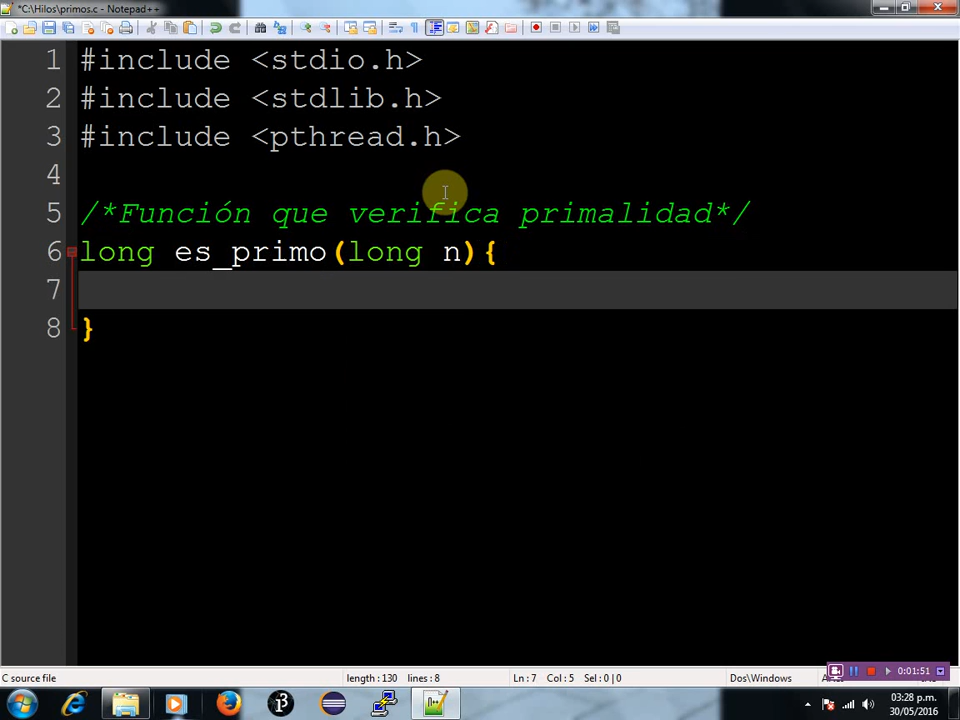 *C:\Hilos\primos.c - Notepad++
1 #include <stdio.h>
2 #include <stdlib.h>
3 #include <pthread.h>
4
5 /*Función que verifica primalidad*/
6 long es_primo(long n){
7
8 }
C source file length : 130 lines : 8 Ln : 7 Col : 5 Sel : 0 | 0 Dos\Windows
0:01:51
03:28 p.m.
30/05/2016